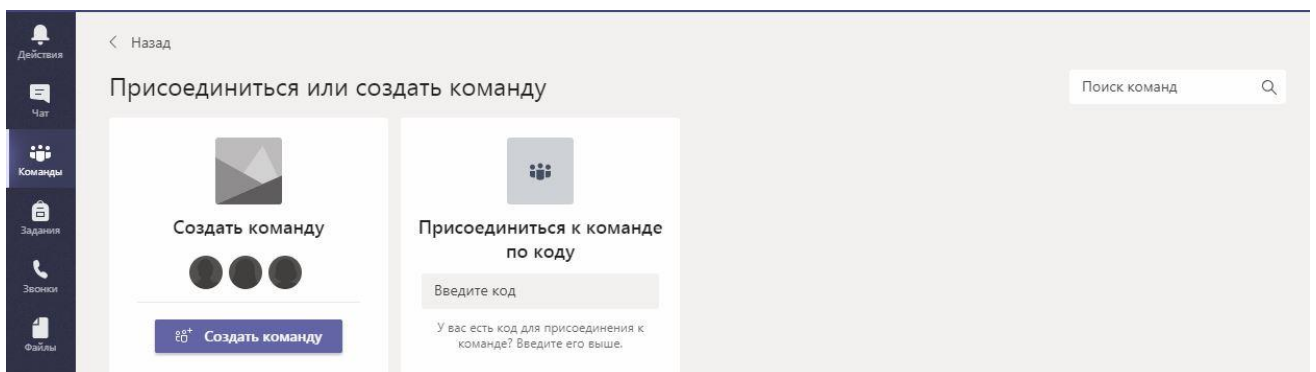 Действия
Чат
Команды
Задания
Звонки
Файлы
Назад
Присоединиться или создать команду
Поиск команд
Создать команду
Создать команду
Присоединиться к команде
по коду
Введите код
У вас есть код для присоединения к
команде? Введите его выше.